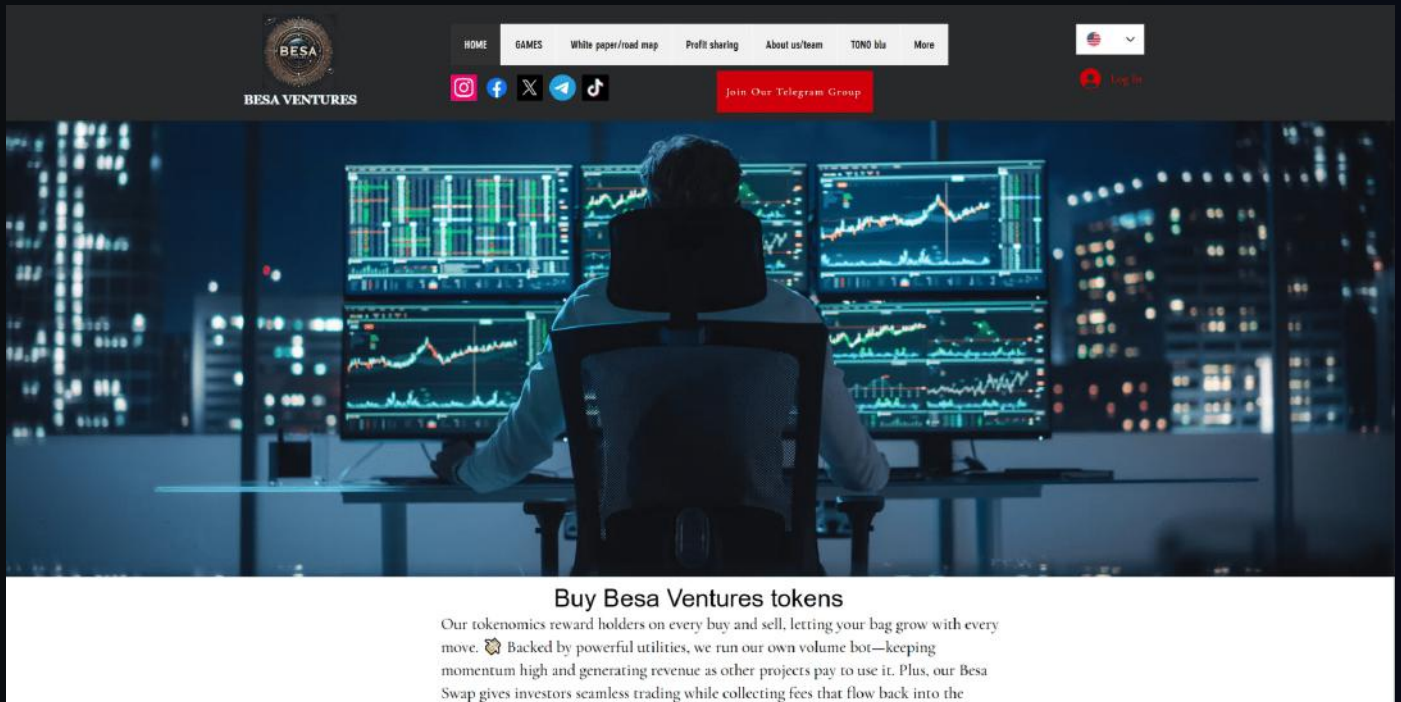 BESA
BESA VENTURES
HOME GAMES White paper/road map Profit sharing About us/team TONO blu More
Join Our Telegram Group
Log In
Buy Besa Ventures tokens
Our tokenomics reward holders on every buy and sell, letting your bag grow with every
move. 💸 Backed by powerful utilities, we run our own volume bot—keeping
momentum high and generating revenue as other projects pay to use it. Plus, our Besa
Swap gives investors seamless trading while collecting fees that flow back into the